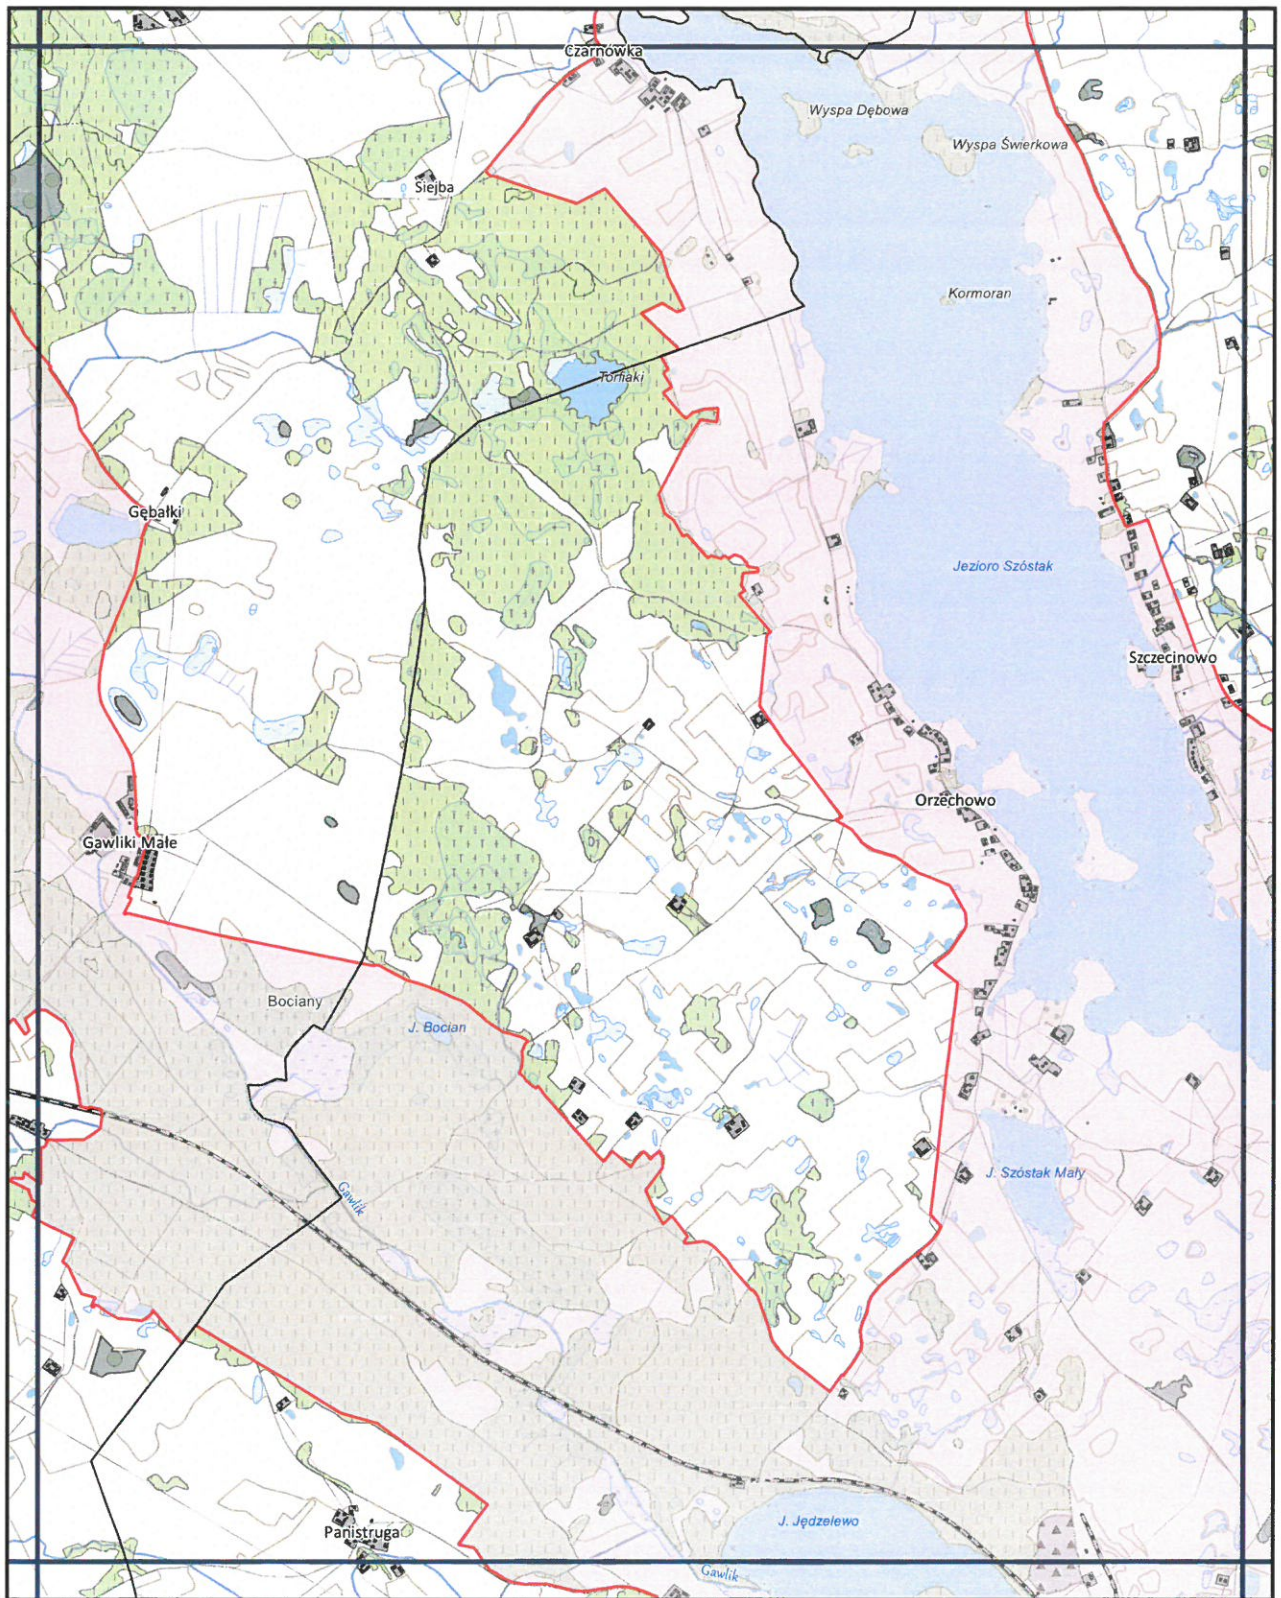 Czarnówka
Wyspa Dębowa
Wyspa Świerkowa
Siejba
Kormoran
Torfiaki
Gębałki
Jezioro Szóstak
Szczecinowo
Orzechowo
Gawliki Małe
Bociany
J. Bocian
J. Szóstak Mały
Gawlik
J. Jędzelewo
Panistruga
Gawlik